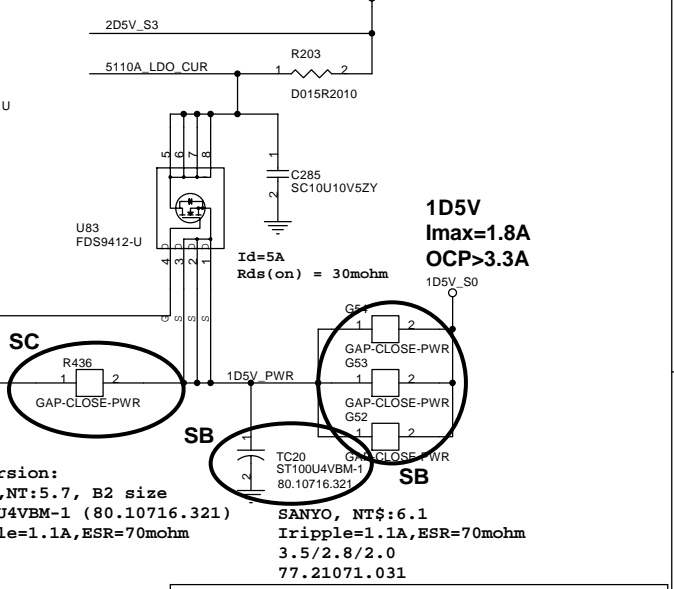 2D5V_S3
R203
5110A_LDO_CUR
1
2
D015R2010
U
5
6
7
8
1
C285
SC10U10V5ZY
2
U83
FDS9412-U
D
D
D
D
4
3
2
1
Id=5A
Rds(on) = 30mohm
1D5V
Imax=1.8A
OCP>3.3A
1D5V_S0
G
S
S
S
G54
1
2
GAP-CLOSE-PWR
SC
R436
1
2
GAP-CLOSE-PWR
1D5V_PWR
G53
1
2
GAP-CLOSE-PWR
G52
1
2
GAP-CLOSE-PWR
SB
1
TC20
ST100U4VBM-1
80.10716.321
2
SB
rsion:
,NT:5.7, B2 size
U4VBM-1 (80.10716.321)
le=1.1A,ESR=70mohm
SANYO, NT$:6.1
Iripple=1.1A,ESR=70mohm
3.5/2.8/2.0
77.21071.031